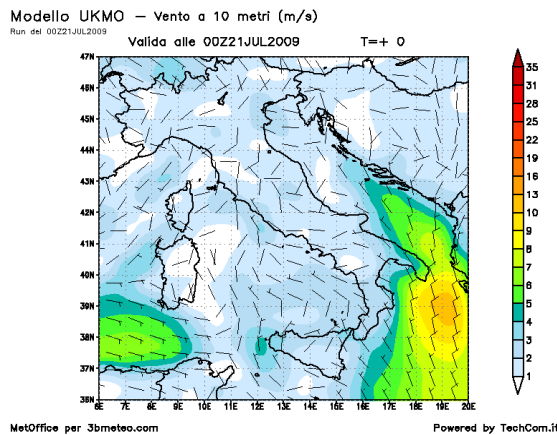 Modello UKMO – Vento a 10 metri (m/s)
Run del 00Z21JUL2009
Valida alle 00Z21JUL2009 T=+ 0
47N
46N
45N
44N
43N
42N
41N
40N
39N
38N
37N
36N
35N
6E 7E 8E 9E 10E 11E 12E 13E 14E 15E 16E 17E 18E 19E 20E
35
31
28
25
22
19
16
13
10
9
8
7
6
5
4
3
2
1
MetOffice per 3bmeteo.com
Powered by TechCom.it